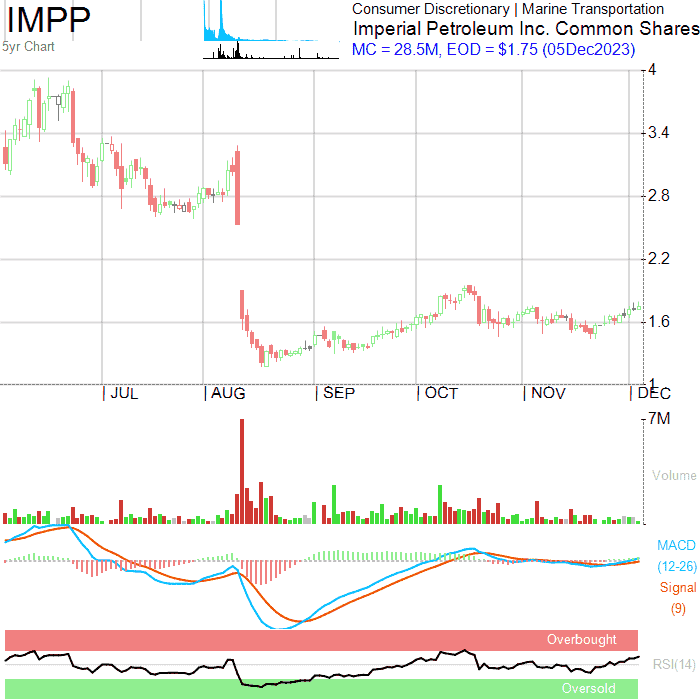 IMPP
5yr Chart
Consumer Discretionary | Marine Transportation
Imperial Petroleum Inc. Common Shares
MC = 28.5M, EOD = $1.75 (05Dec2023)
4
3.4
2.8
2.2
1.6
1
JUL AUG SEP OCT NOV DEC
7M
Volume
MACD
(12-26)
Signal
(9)
Overbought
RSI(14)
Oversold